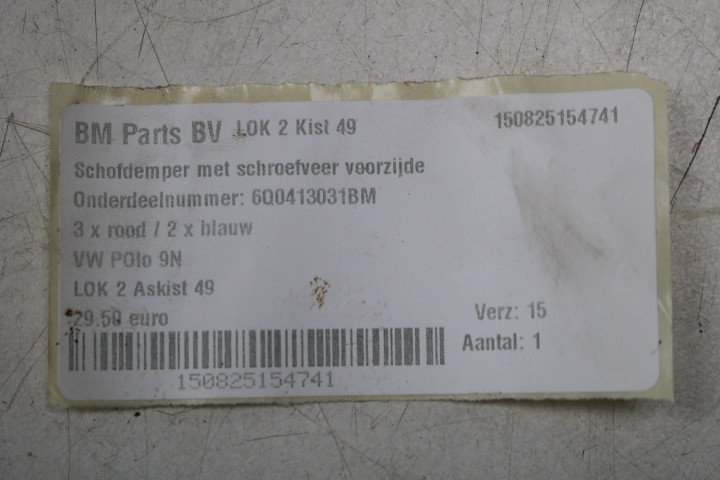 BM Parts BV LOK 2 Kist 49 150825154741
Schofdemper met schroefveer voorzijde
Onderdeelnummer: 6Q0413031BM
3 x rood / 2 x blauw
VW POlo 9N
LOK 2 Askist 49
29.50 euro
Verz: 15
Aantal: 1
150825154741